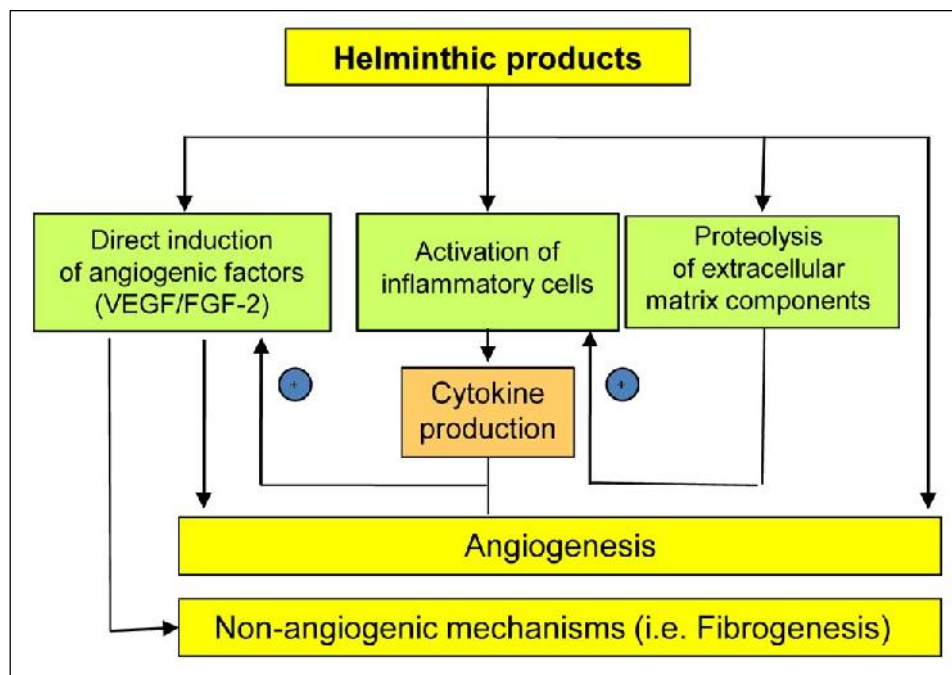 Helminthic products
Direct induction
of angiogenic factors
(VEGF/FGF-2)
Activation of
inflammatory cells
Proteolysis
of extracellular
matrix components
+
+
Cytokine
production
Angiogenesis
Non-angiogenic mechanisms (i.e. Fibrogenesis)